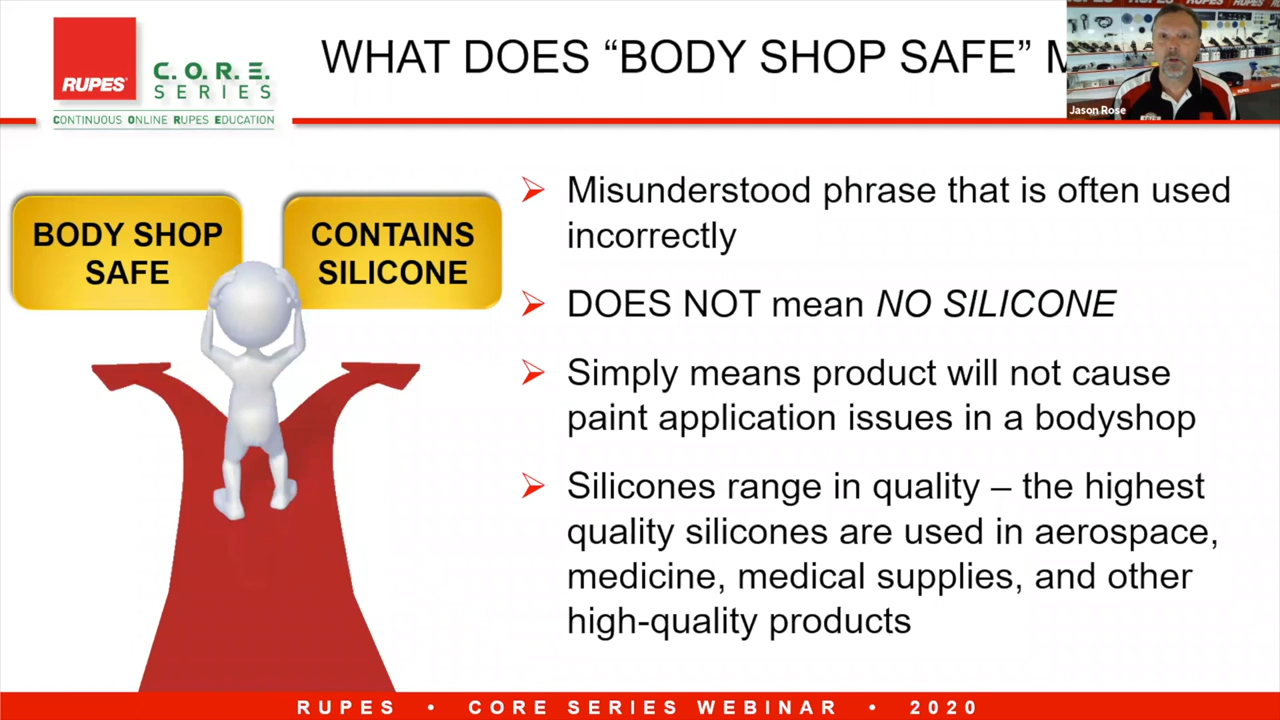 RUPES
C.O.R.E.
SERIES
CONTINUOUS ONLINE RUPES EDUCATION
WHAT DOES “BODY SHOP SAFE” M
RUPES
RUPES
Jason Rose
BODY SHOP
SAFE
CONTAINS
SILICONE
Misunderstood phrase that is often used
incorrectly
DOES NOT mean NO SILICONE
Simply means product will not cause
paint application issues in a bodyshop
Silicones range in quality – the highest
quality silicones are used in aerospace,
medicine, medical supplies, and other
high-quality products
RUPES • CORE SERIES WEBINAR • 2020